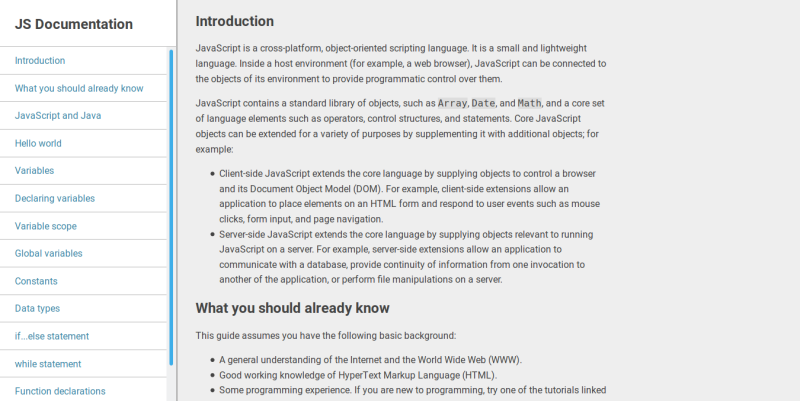 JS Documentation
Introduction
What you should already know
JavaScript and Java
Hello world
Variables
Declaring variables
Variable scope
Global variables
Constants
Data types
if...else statement
while statement
Function declarations
Introduction
JavaScript is a cross-platform, object-oriented scripting language. It is a small and lightweight
language. Inside a host environment (for example, a web browser), JavaScript can be connected to
the objects of its environment to provide programmatic control over them.
JavaScript contains a standard library of objects, such as Array, Date, and Math, and a core set
of language elements such as operators, control structures, and statements. Core JavaScript
objects can be extended for a variety of purposes by supplementing it with additional objects; for
example:
• Client-side JavaScript extends the core language by supplying objects to control a browser
and its Document Object Model (DOM). For example, client-side extensions allow an
application to place elements on an HTML form and respond to user events such as mouse
clicks, form input, and page navigation.
• Server-side JavaScript extends the core language by supplying objects relevant to running
JavaScript on a server. For example, server-side extensions allow an application to
communicate with a database, provide continuity of information from one invocation to
another of the application, or perform file manipulations on a server.
What you should already know
This guide assumes you have the following basic background:
• A general understanding of the Internet and the World Wide Web (WWW).
• Good working knowledge of HyperText Markup Language (HTML).
• Some programming experience. If you are new to programming, try one of the tutorials linked